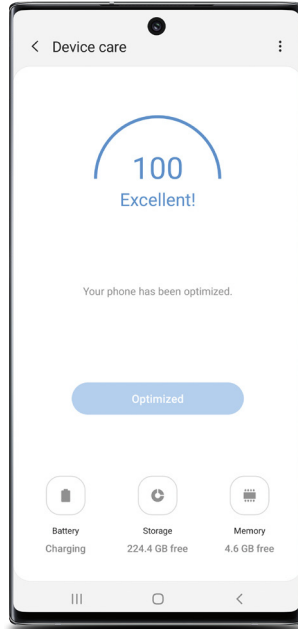 Device care
100
Excellent!
Your phone has been optimized.
Optimized
Battery
Storage
Memory
Charging
224.4 GB free
4.6 GB free